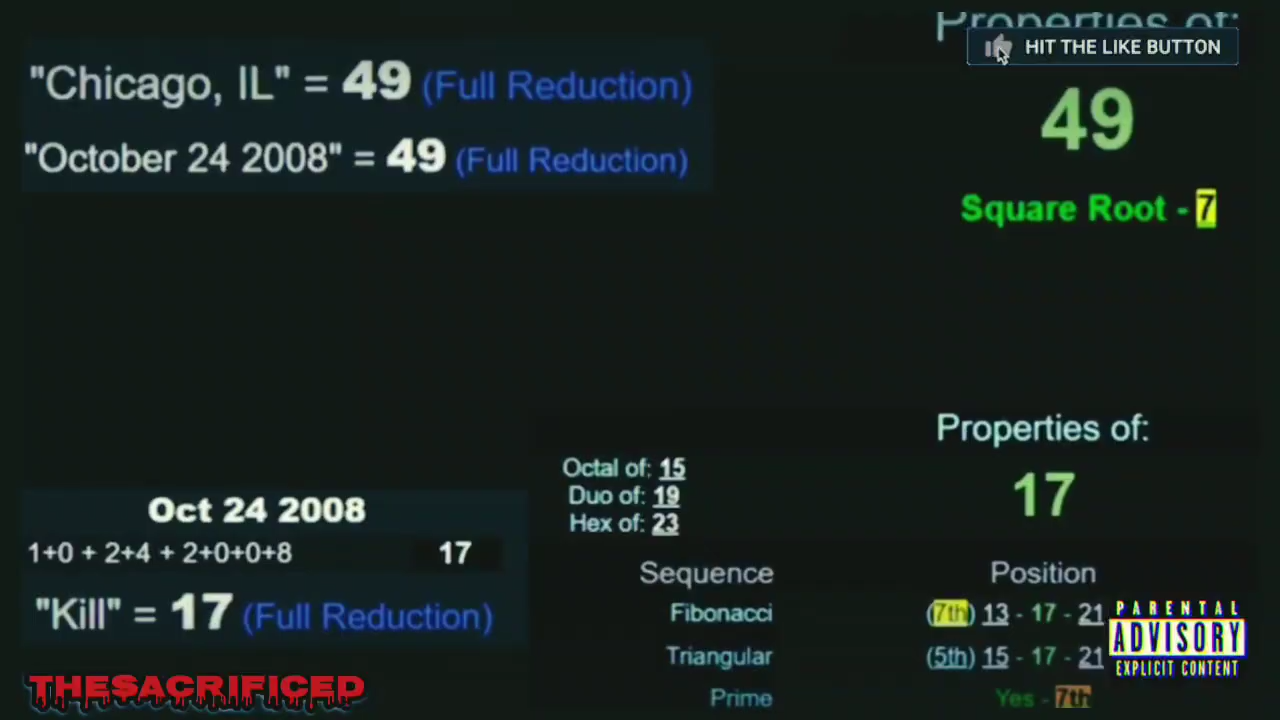 Properties of:
HIT THE LIKE BUTTON
"Chicago, IL" = 49 (Full Reduction)
"October 24 2008" = 49 (Full Reduction)
49
Square Root - 7
Properties of:
17
Octal of: 15
Duo of: 19
Hex of: 23
Oct 24 2008
1+0 + 2+4 + 2+0+0+8 17
"Kill" = 17 (Full Reduction)
Sequence Position
Fibonacci (7th) 13 - 17 - 21
Triangular (5th) 15 - 17 - 21
Prime Yes - 7th
PARENTAL
ADVISORY
EXPLICIT CONTENT
THESACRIFICED